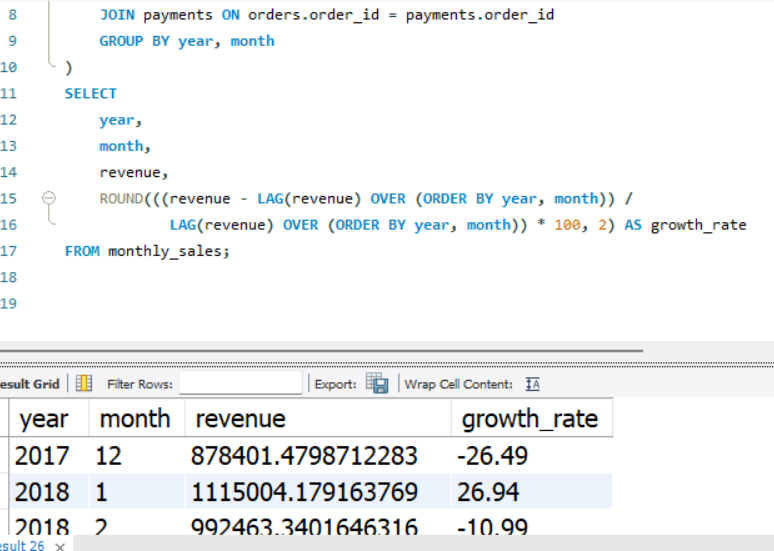 8 JOIN payments ON orders.order_id = payments.order_id
9 GROUP BY year, month
10 )
11 SELECT
12 year,
13 month,
14 revenue,
15 ROUND(((revenue - LAG(revenue) OVER (ORDER BY year, month)) /
16 LAG(revenue) OVER (ORDER BY year, month)) * 100, 2) AS growth_rate
17 FROM monthly_sales;
18
19
esult Grid Filter Rows: Export: Wrap Cell Content: IA
year month revenue growth_rate
2017 12 878401.4798712283 -26.49
2018 1 1115004.179163769 26.94
2018 2 992463.3401646316 -10.99
esult 26 ×